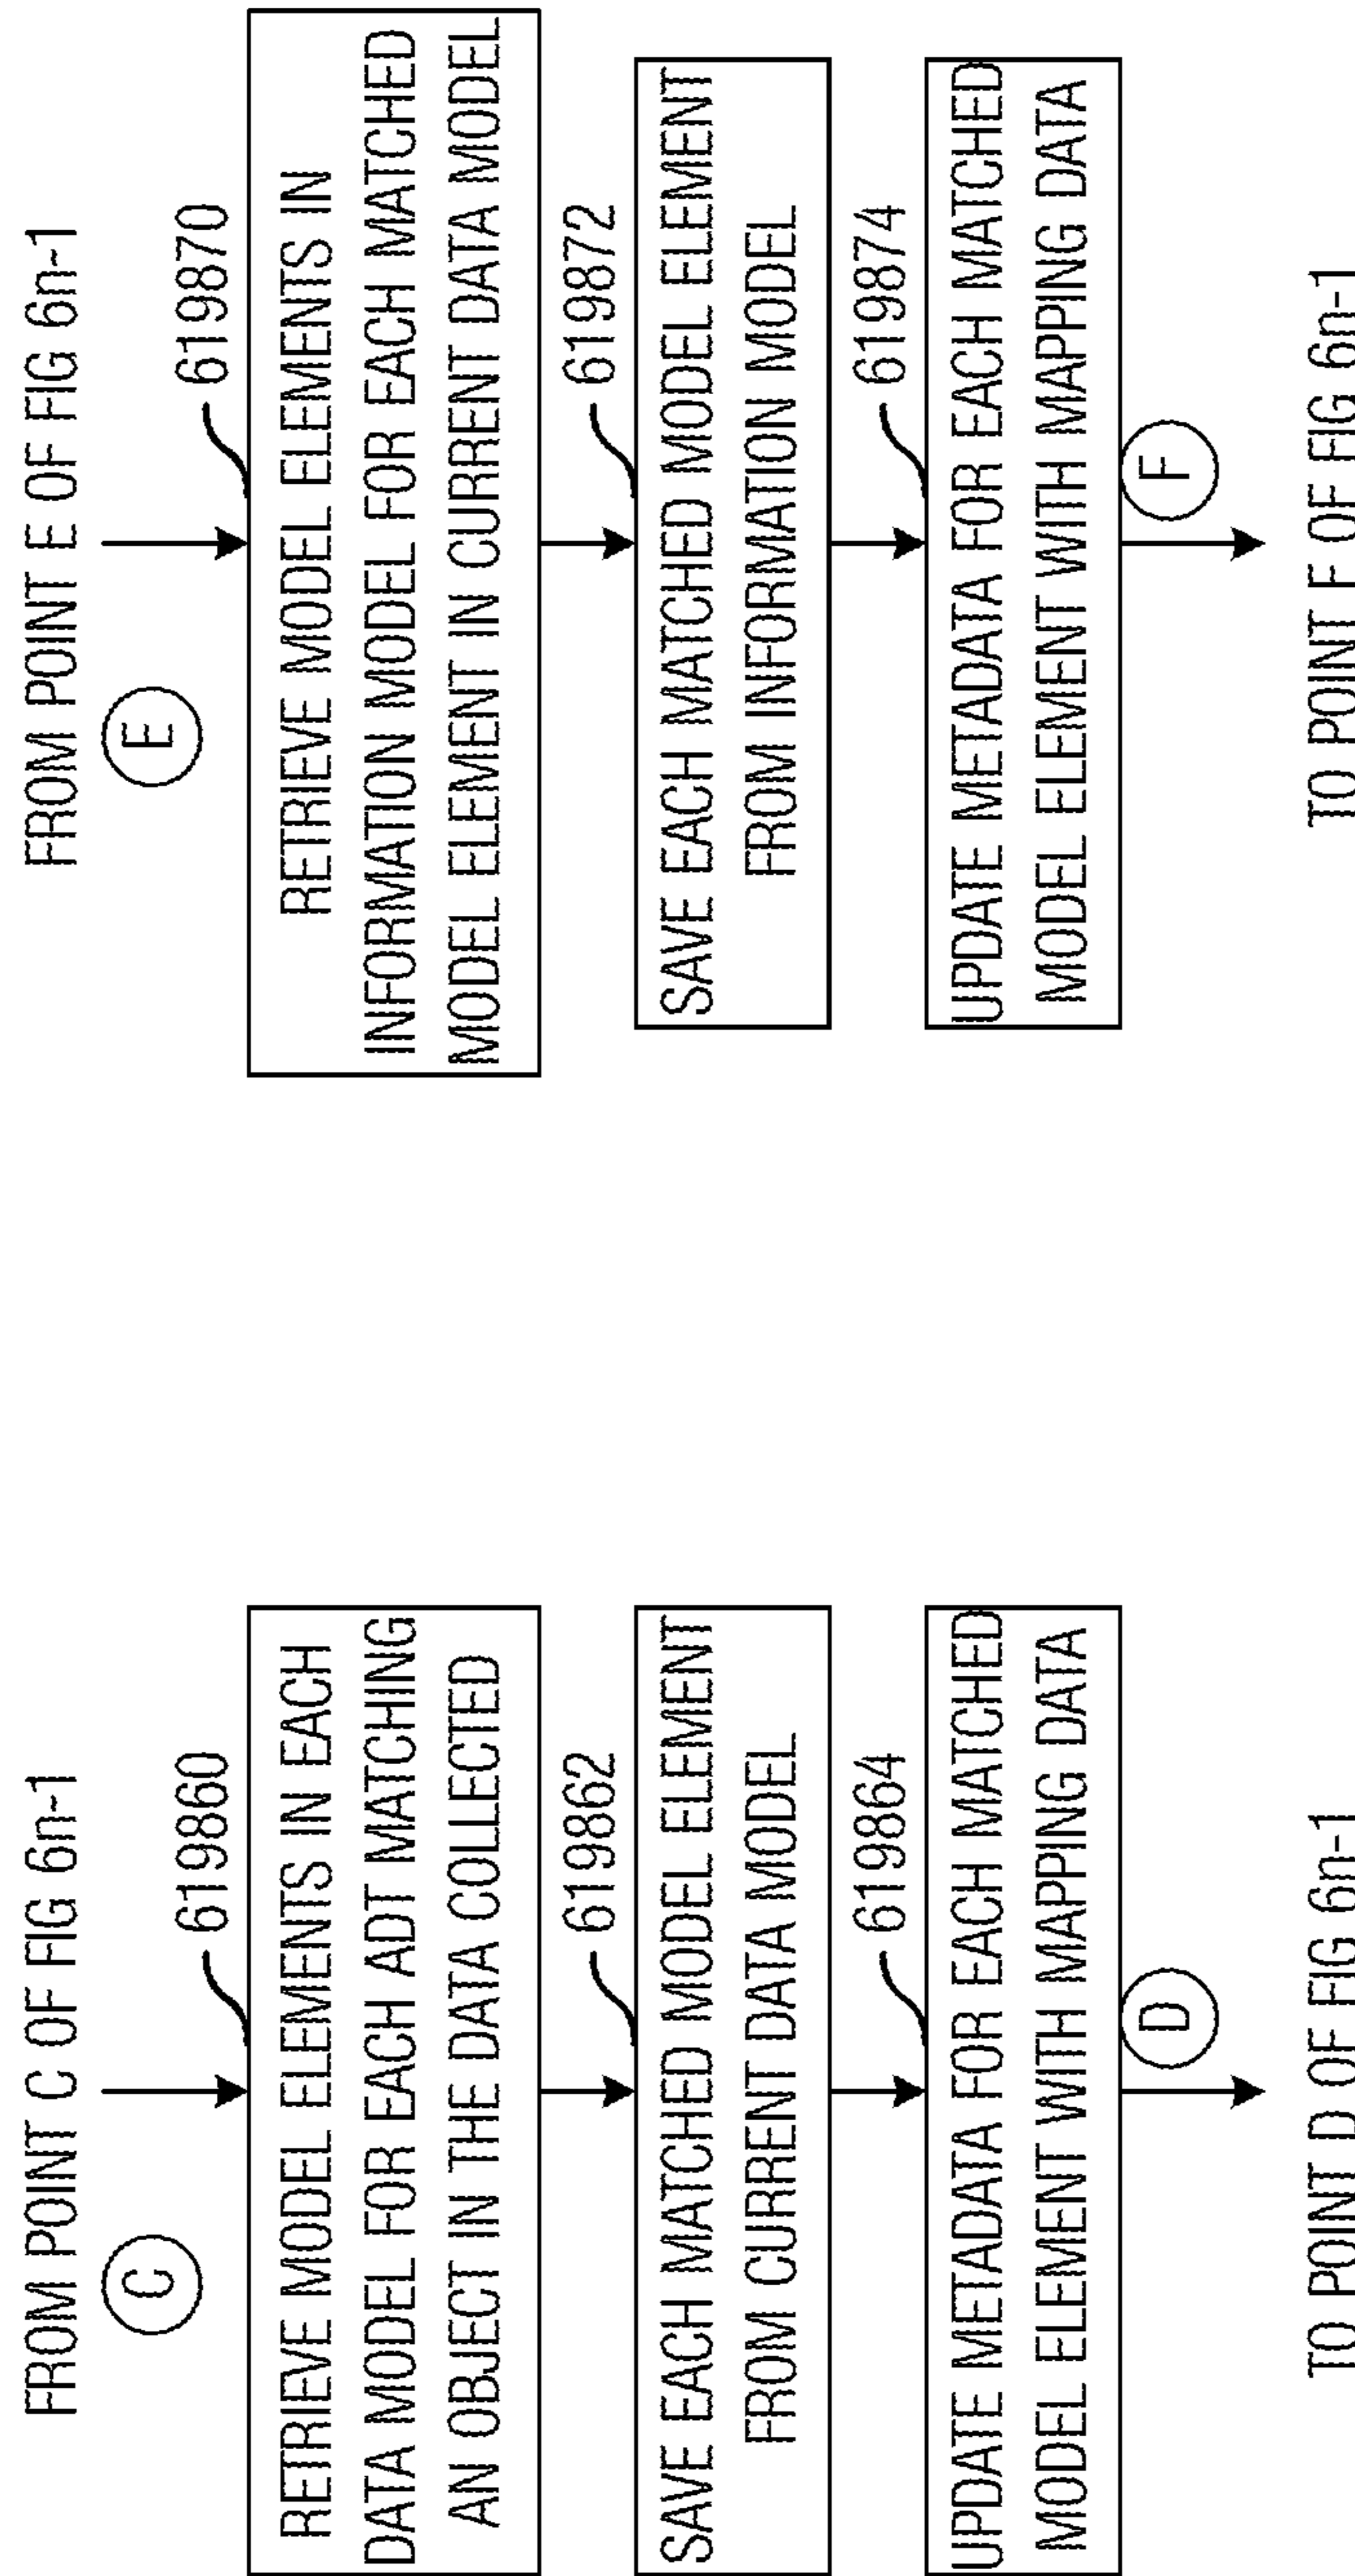 FROM POINT C OF FIG 6n-1
C
619860
RETRIEVE MODEL ELEMENTS IN EACH
DATA MODEL FOR EACH ADT MATCHING
AN OBJECT IN THE DATA COLLECTED
619862
SAVE EACH MATCHED MODEL ELEMENT
FROM CURRENT DATA MODEL
619864
UPDATE METADATA FOR EACH MATCHED
MODEL ELEMENT WITH MAPPING DATA
D
TO POINT D OF FIG 6n-1
FROM POINT E OF FIG 6n-1
E
619870
RETRIEVE MODEL ELEMENTS IN
INFORMATION MODEL FOR EACH MATCHED
MODEL ELEMENT IN CURRENT DATA MODEL
619872
SAVE EACH MATCHED MODEL ELEMENT
FROM INFORMATION MODEL
619874
UPDATE METADATA FOR EACH MATCHED
MODEL ELEMENT WITH MAPPING DATA
F
TO POINT F OF FIG 6n-1